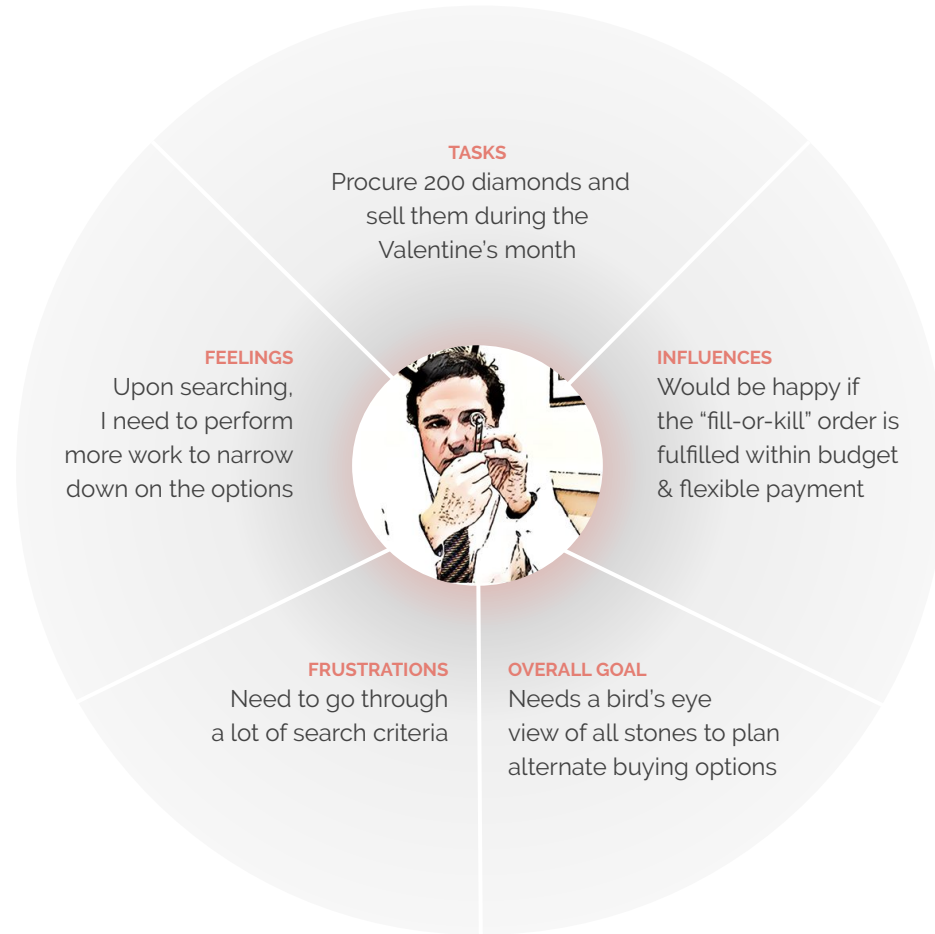 TASKS
Procure 200 diamonds and
sell them during the
Valentine’s month
FEELINGS
Upon searching,
I need to perform
more work to narrow
down on the options
INFLUENCES
Would be happy if
the “fill-or-kill” order is
fulfilled within budget
& flexible payment
FRUSTRATIONS
Need to go through
a lot of search criteria
OVERALL GOAL
Needs a bird’s eye
view of all stones to plan
alternate buying options